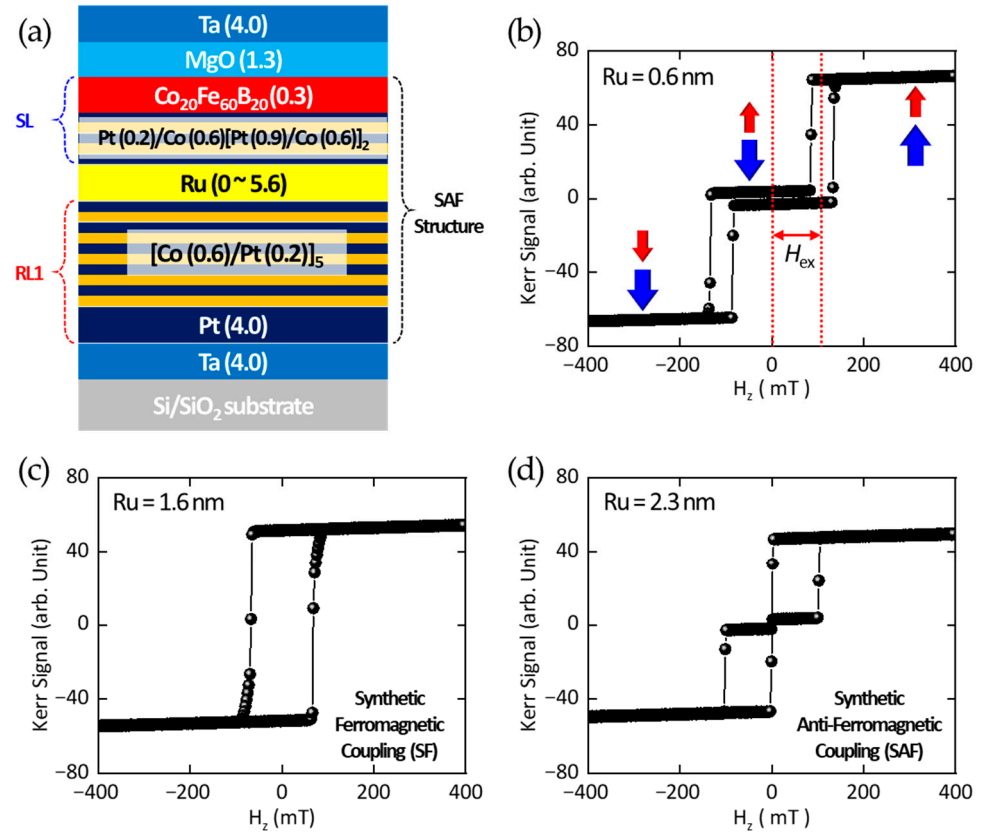 (a)
Ta (4.0)
MgO (1.3)
Co₂₀Fe₆₀B₂₀ (0.3)
SL
Pt (0.2)/Co (0.6)[Pt (0.9)/Co (0.6)]₂
Ru (0 ~ 5.6)
SAF
Structure
[Co (0.6)/Pt (0.2)]₅
RL1
Pt (4.0)
Ta (4.0)
Si/SiO₂ substrate
(b)
Ru = 0.6 nm
Kerr Signal (arb. Unit)
80
40
0
−40
−80
Hₑₓ
−400
−200
0
200
400
H_z ( mT )
(c)
Ru = 1.6 nm
Kerr Signal (arb. Unit)
80
40
0
−40
−80
Synthetic
Ferromagnetic
Coupling (SF)
−400
−200
0
200
400
H_z (mT)
(d)
Ru = 2.3 nm
Kerr Signal (arb. Unit)
80
40
0
−40
−80
Synthetic
Anti-Ferromagnetic
Coupling (SAF)
−400
−200
0
200
400
H_z ( mT )